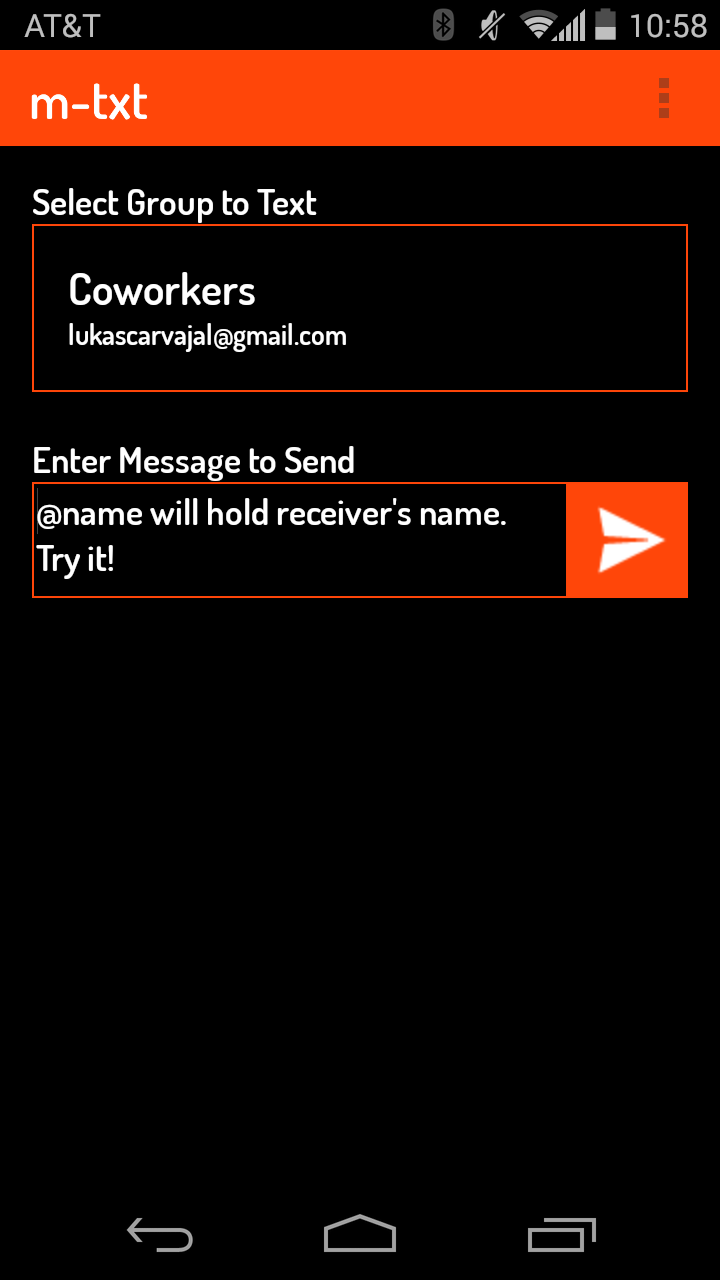 AT&T 10:58
m-txt
Select Group to Text
Coworkers
lukascarvajal@gmail.com
Enter Message to Send
@name will hold receiver's name.
Try it!